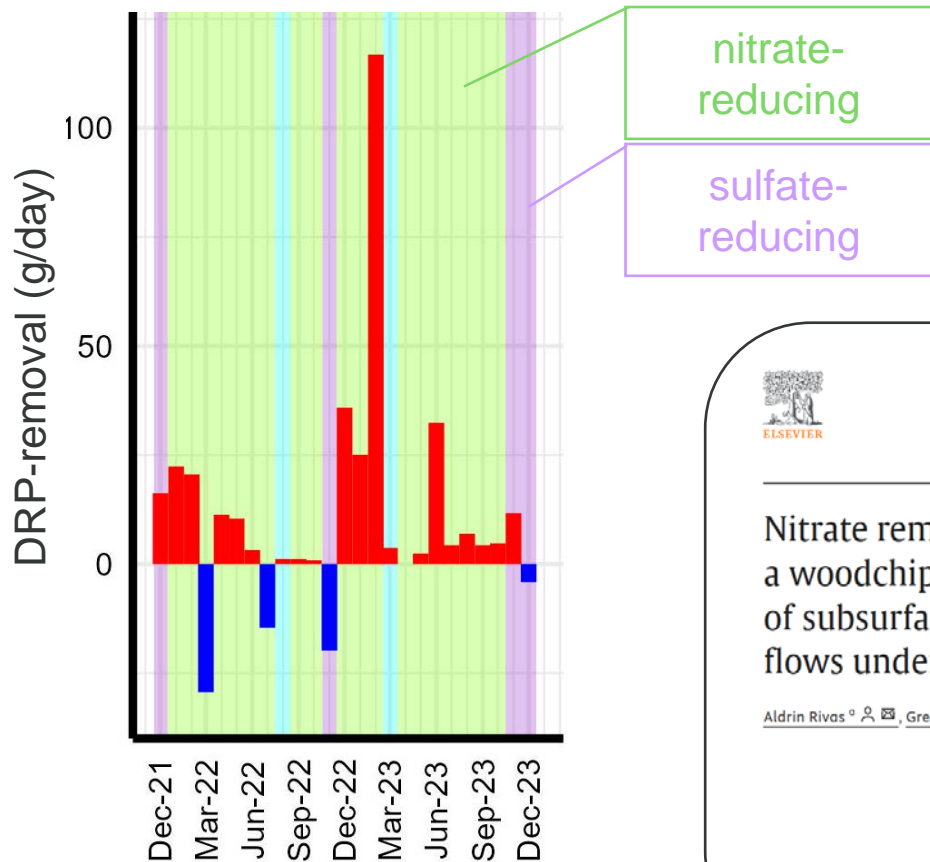 nitrate-
reducing
sulfate-
reducing
DRP-removal (g/day)
100
50
0
Dec-21
Mar-22
Jun-22
Sep-22
Dec-22
Mar-23
Jun-23
Sep-23
Dec-23
ELSEVIER
Nitrate rem
a woodchip
of subsurfa
flows unde
Aldrin Rivas a, Gre